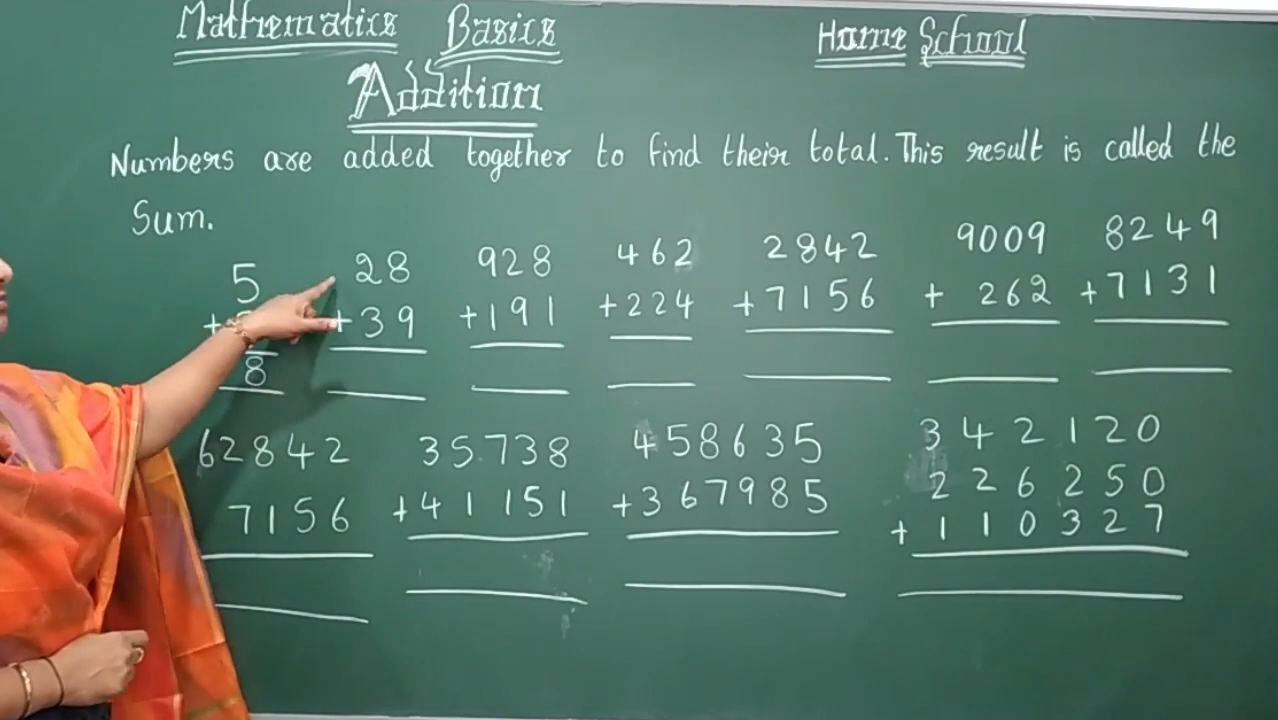 Mathematics Basics Home School
Addition
Numbers are added together to find their total. This result is called the
Sum.
5 28 928 462 2842 9009 8249
+ +39 +191 +224 +7156 + 262 +7131
8
62842 35738 458635 342120
7156 +41151 +367985 226250
+110327